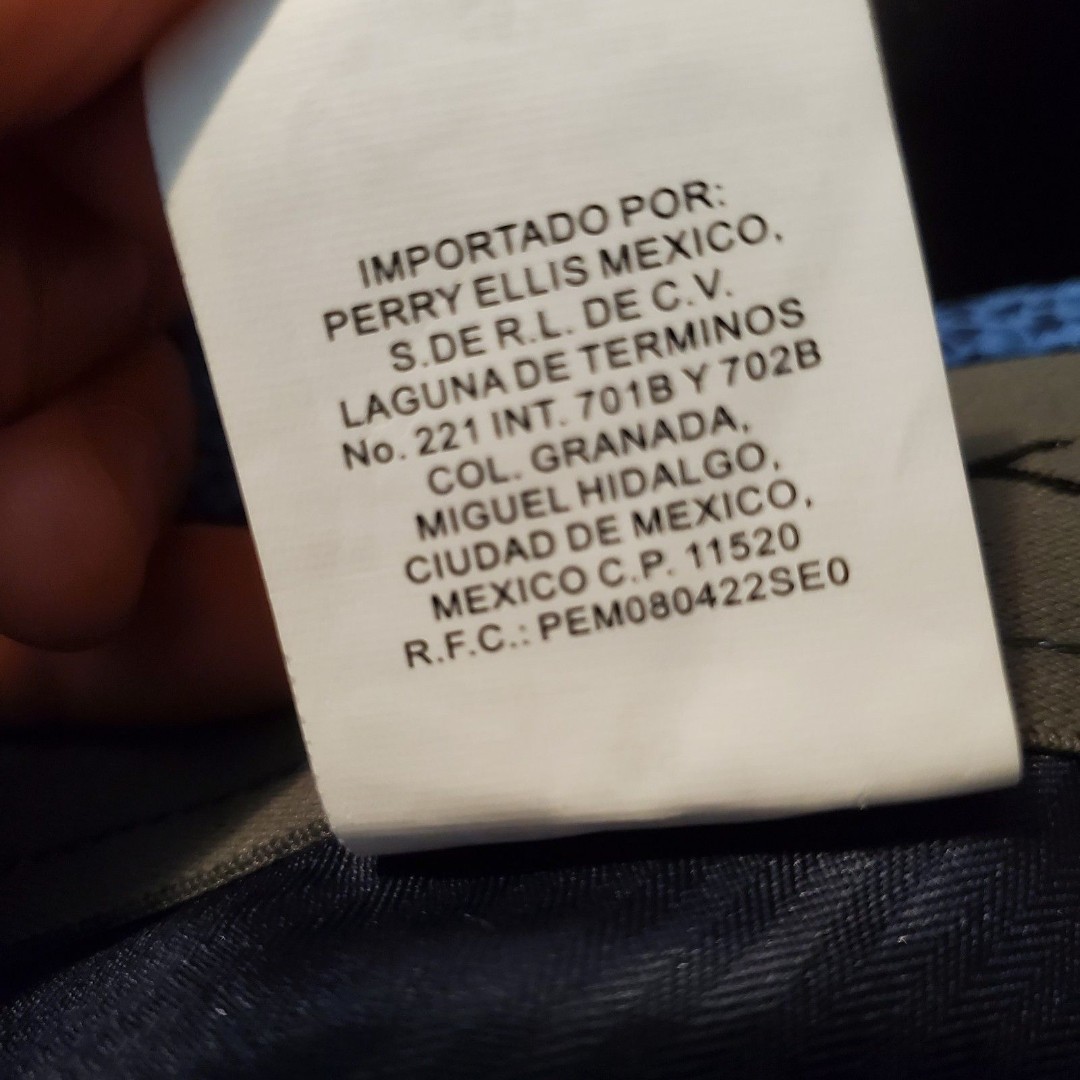 IMPORTADO POR:
PERRY ELLIS MEXICO,
S.DE R.L. DE C.V.
LAGUNA DE TERMINOS
No. 221 INT. 701B Y 702B
COL. GRANADA,
MIGUEL HIDALGO,
CIUDAD DE MEXICO,
MEXICO C.P. 11520
R.F.C.: PEM080422SE0